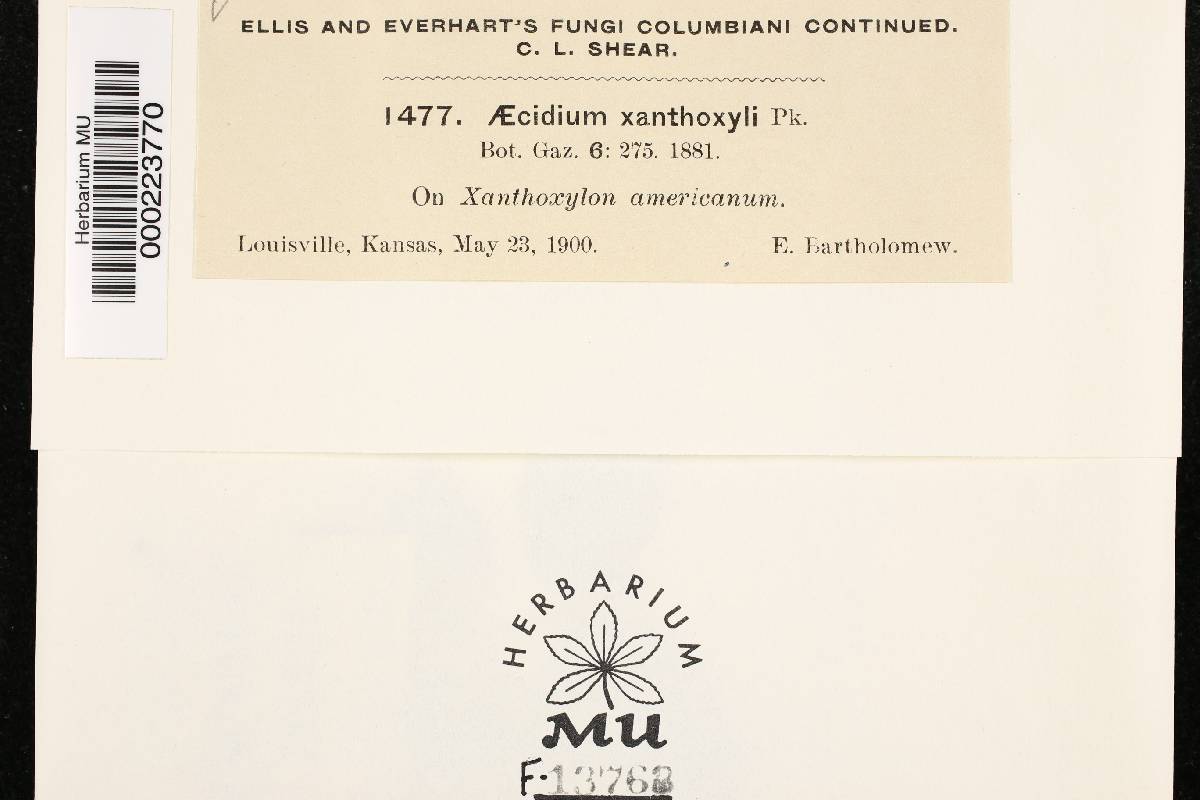 ELLIS AND EVERHART'S FUNGI COLUMBIANI CONTINUED.
C. L. SHEAR.
1477. Æcidium xanthoxyli Pk.
Bot. Gaz. 6: 275. 1881.
On Xanthoxylon americanum.
Louisville, Kansas, May 23, 1900. E. Bartholomew.
Herbarium MU
000223770
HERBARIUM
MU